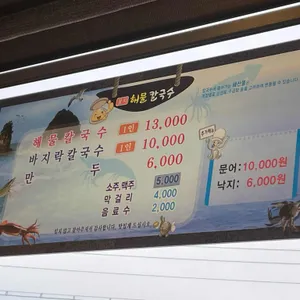 해물칼국수
해물칼국수 1인 13,000
바지락칼국수 1인 10,000
만 두 6,000
소주,맥주 5,000
막걸리 4,000
음료수 2,000
문어:10,000원
낙지: 6,000원